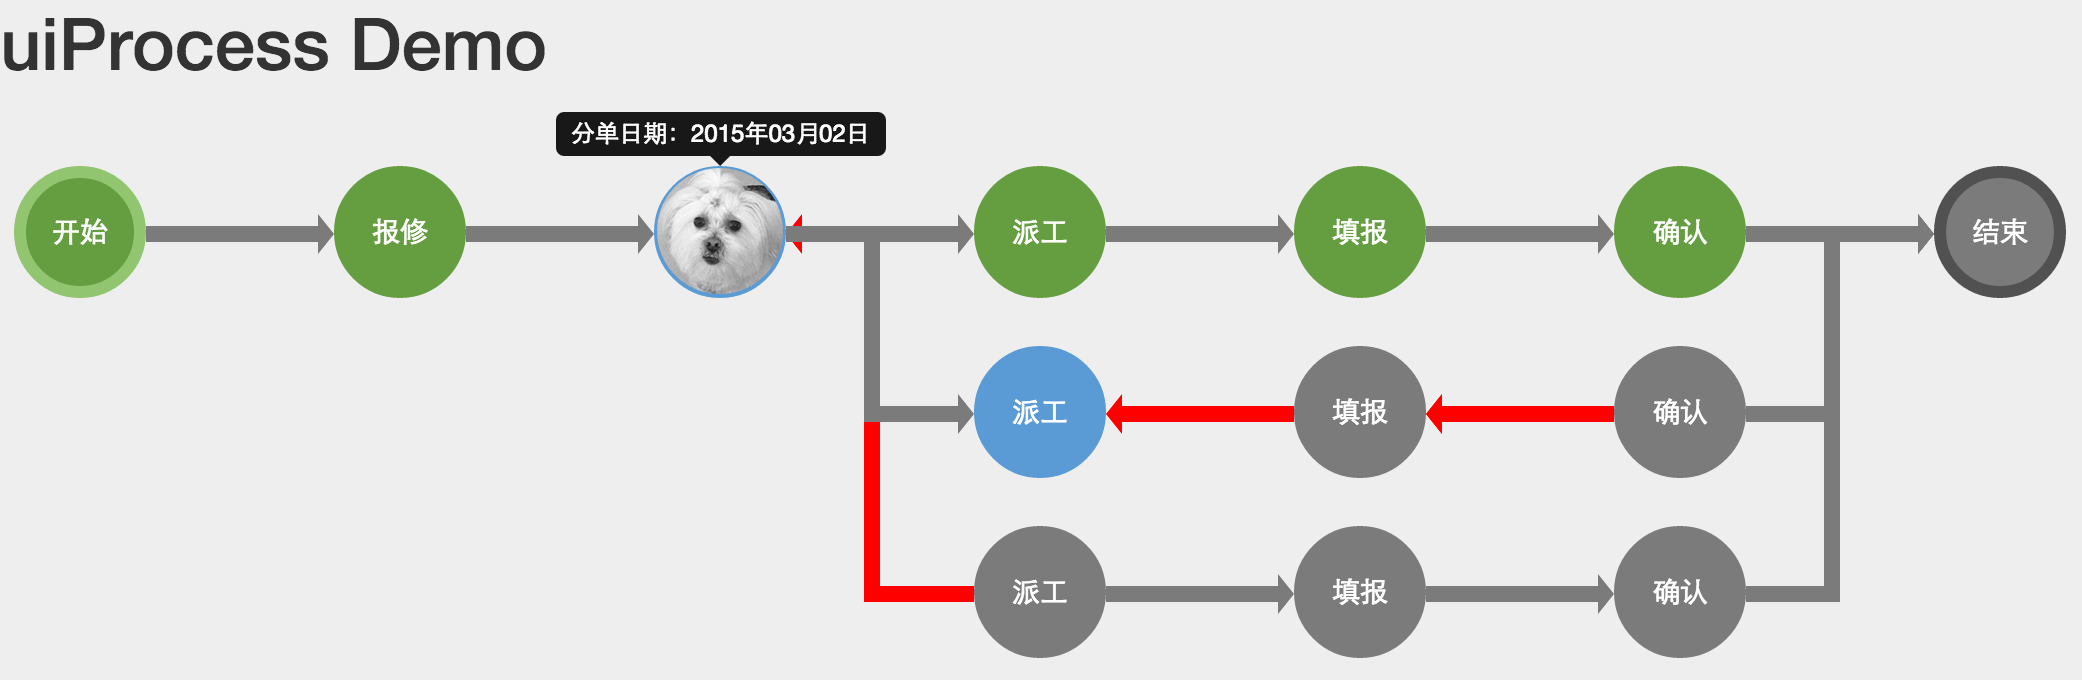 uiProcess Demo
分单日期：2015年03月02日
开始
报修
派工
填报
确认
结束
派工
填报
确认
派工
填报
确认